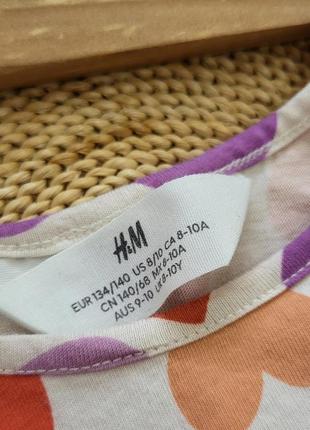 H&M
EUR 134/140 US 8/10 CA 8-10A
CN 140/68 MX 8-10A
AUS 9-10 UK 8-10Y